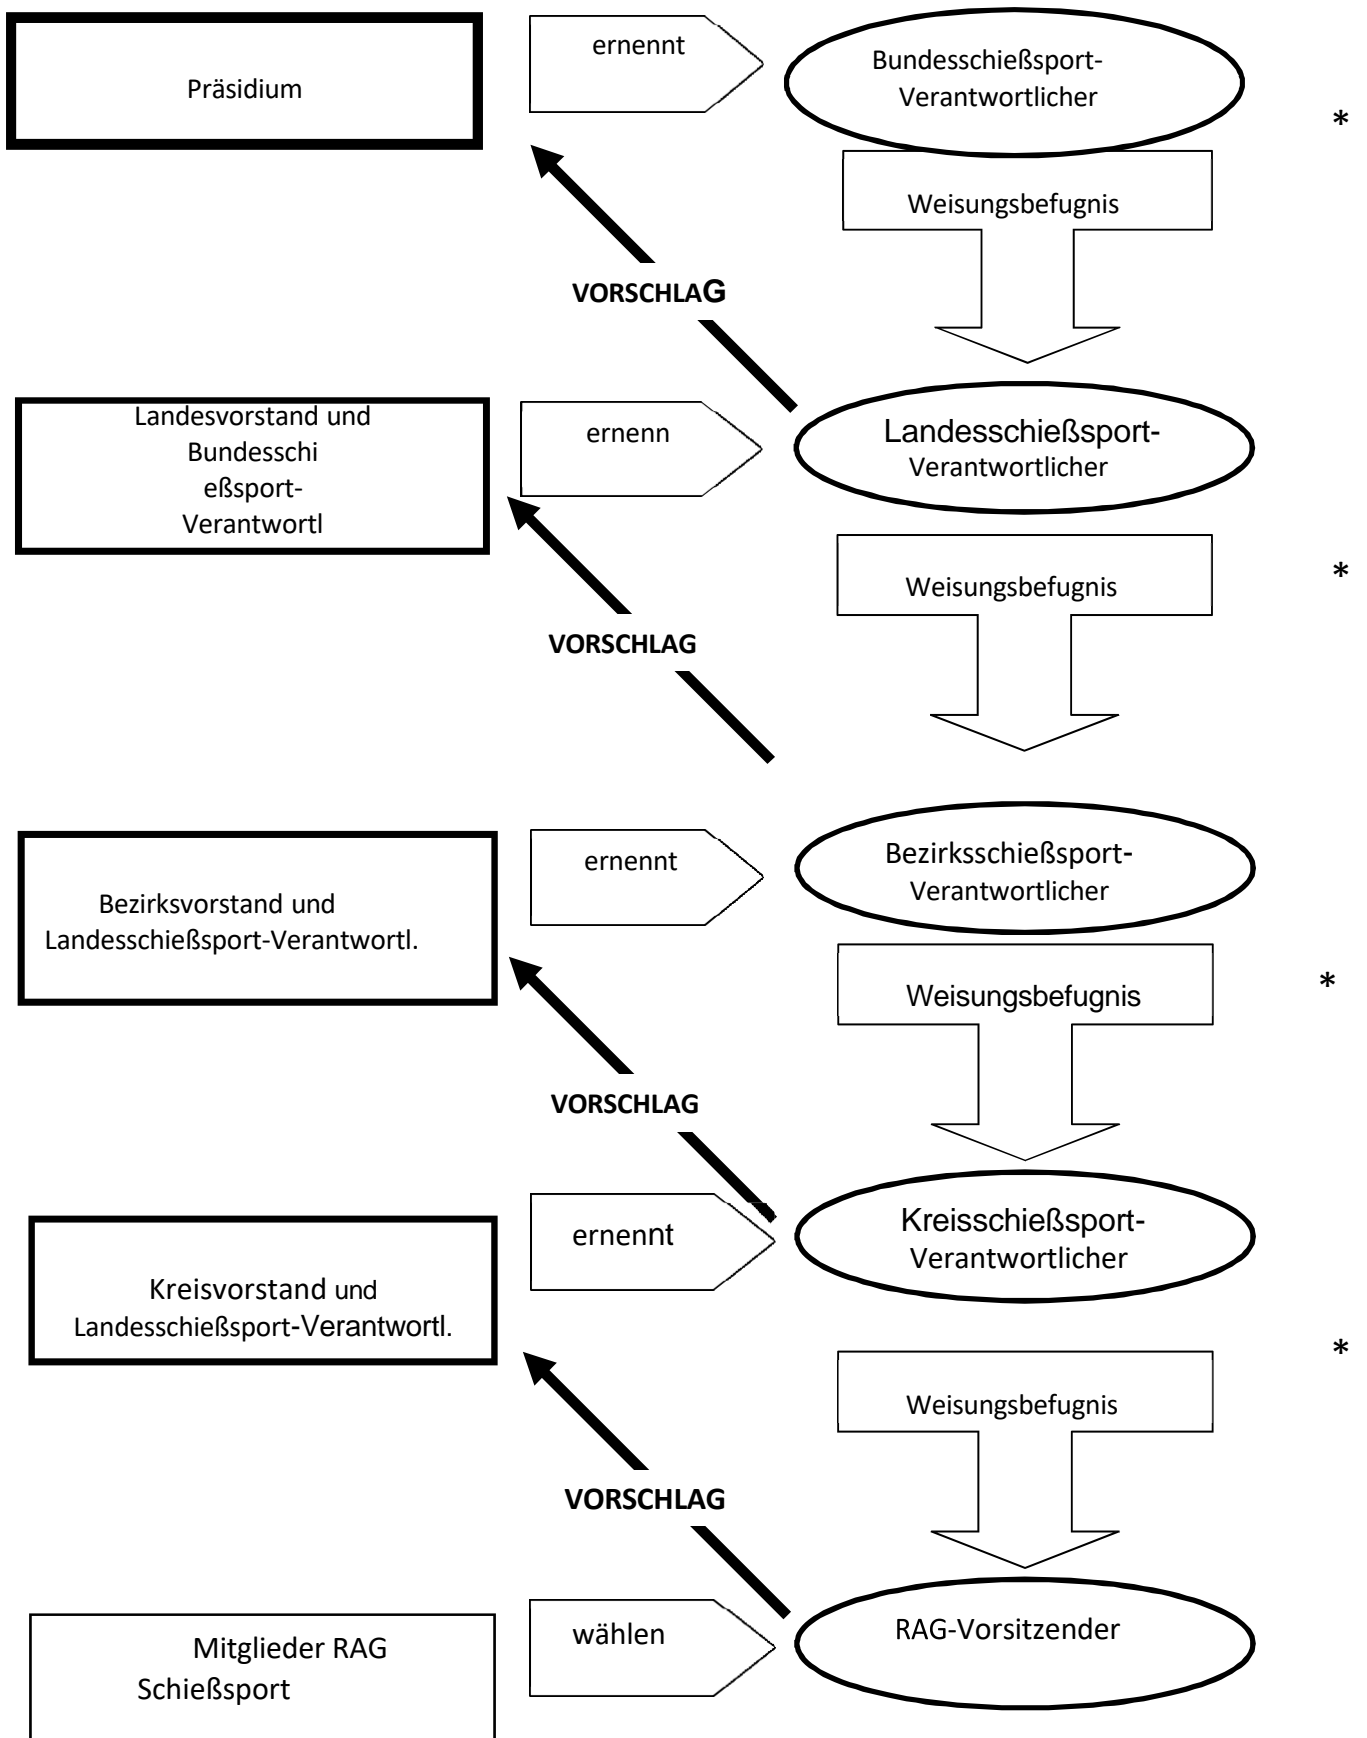 Präsidium
ernennt
Bundesschießsport-
Verantwortlicher
*
Weisungsbefugnis
VORSCHLAG
Landesvorstand und
Bundesschi
eßsport-
Verantwortl
ernenn
Landesschießsport-
Verantwortlicher
Weisungsbefugnis
*
VORSCHLAG
Bezirksvorstand und
Landesschießsport-Verantwortl.
ernennt
Bezirksschießsport-
Verantwortlicher
Weisungsbefugnis
*
VORSCHLAG
Kreisvorstand und
Landesschießsport-Verantwortl.
ernennt
Kreisschießsport-
Verantwortlicher
*
Weisungsbefugnis
VORSCHLAG
Mitglieder RAG
Schießsport
wählen
RAG-Vorsitzender